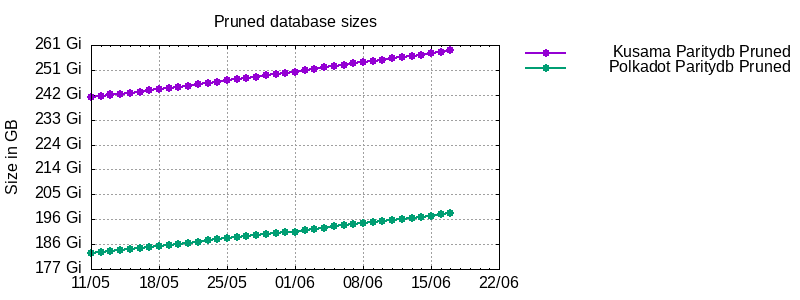 Pruned database sizes
261 Gi
251 Gi
242 Gi
233 Gi
224 Gi
214 Gi
205 Gi
196 Gi
186 Gi
177 Gi
Size in GB
11/05 18/05 25/05 01/06 08/06 15/06 22/06
Kusama Paritydb Pruned
Polkadot Paritydb Pruned